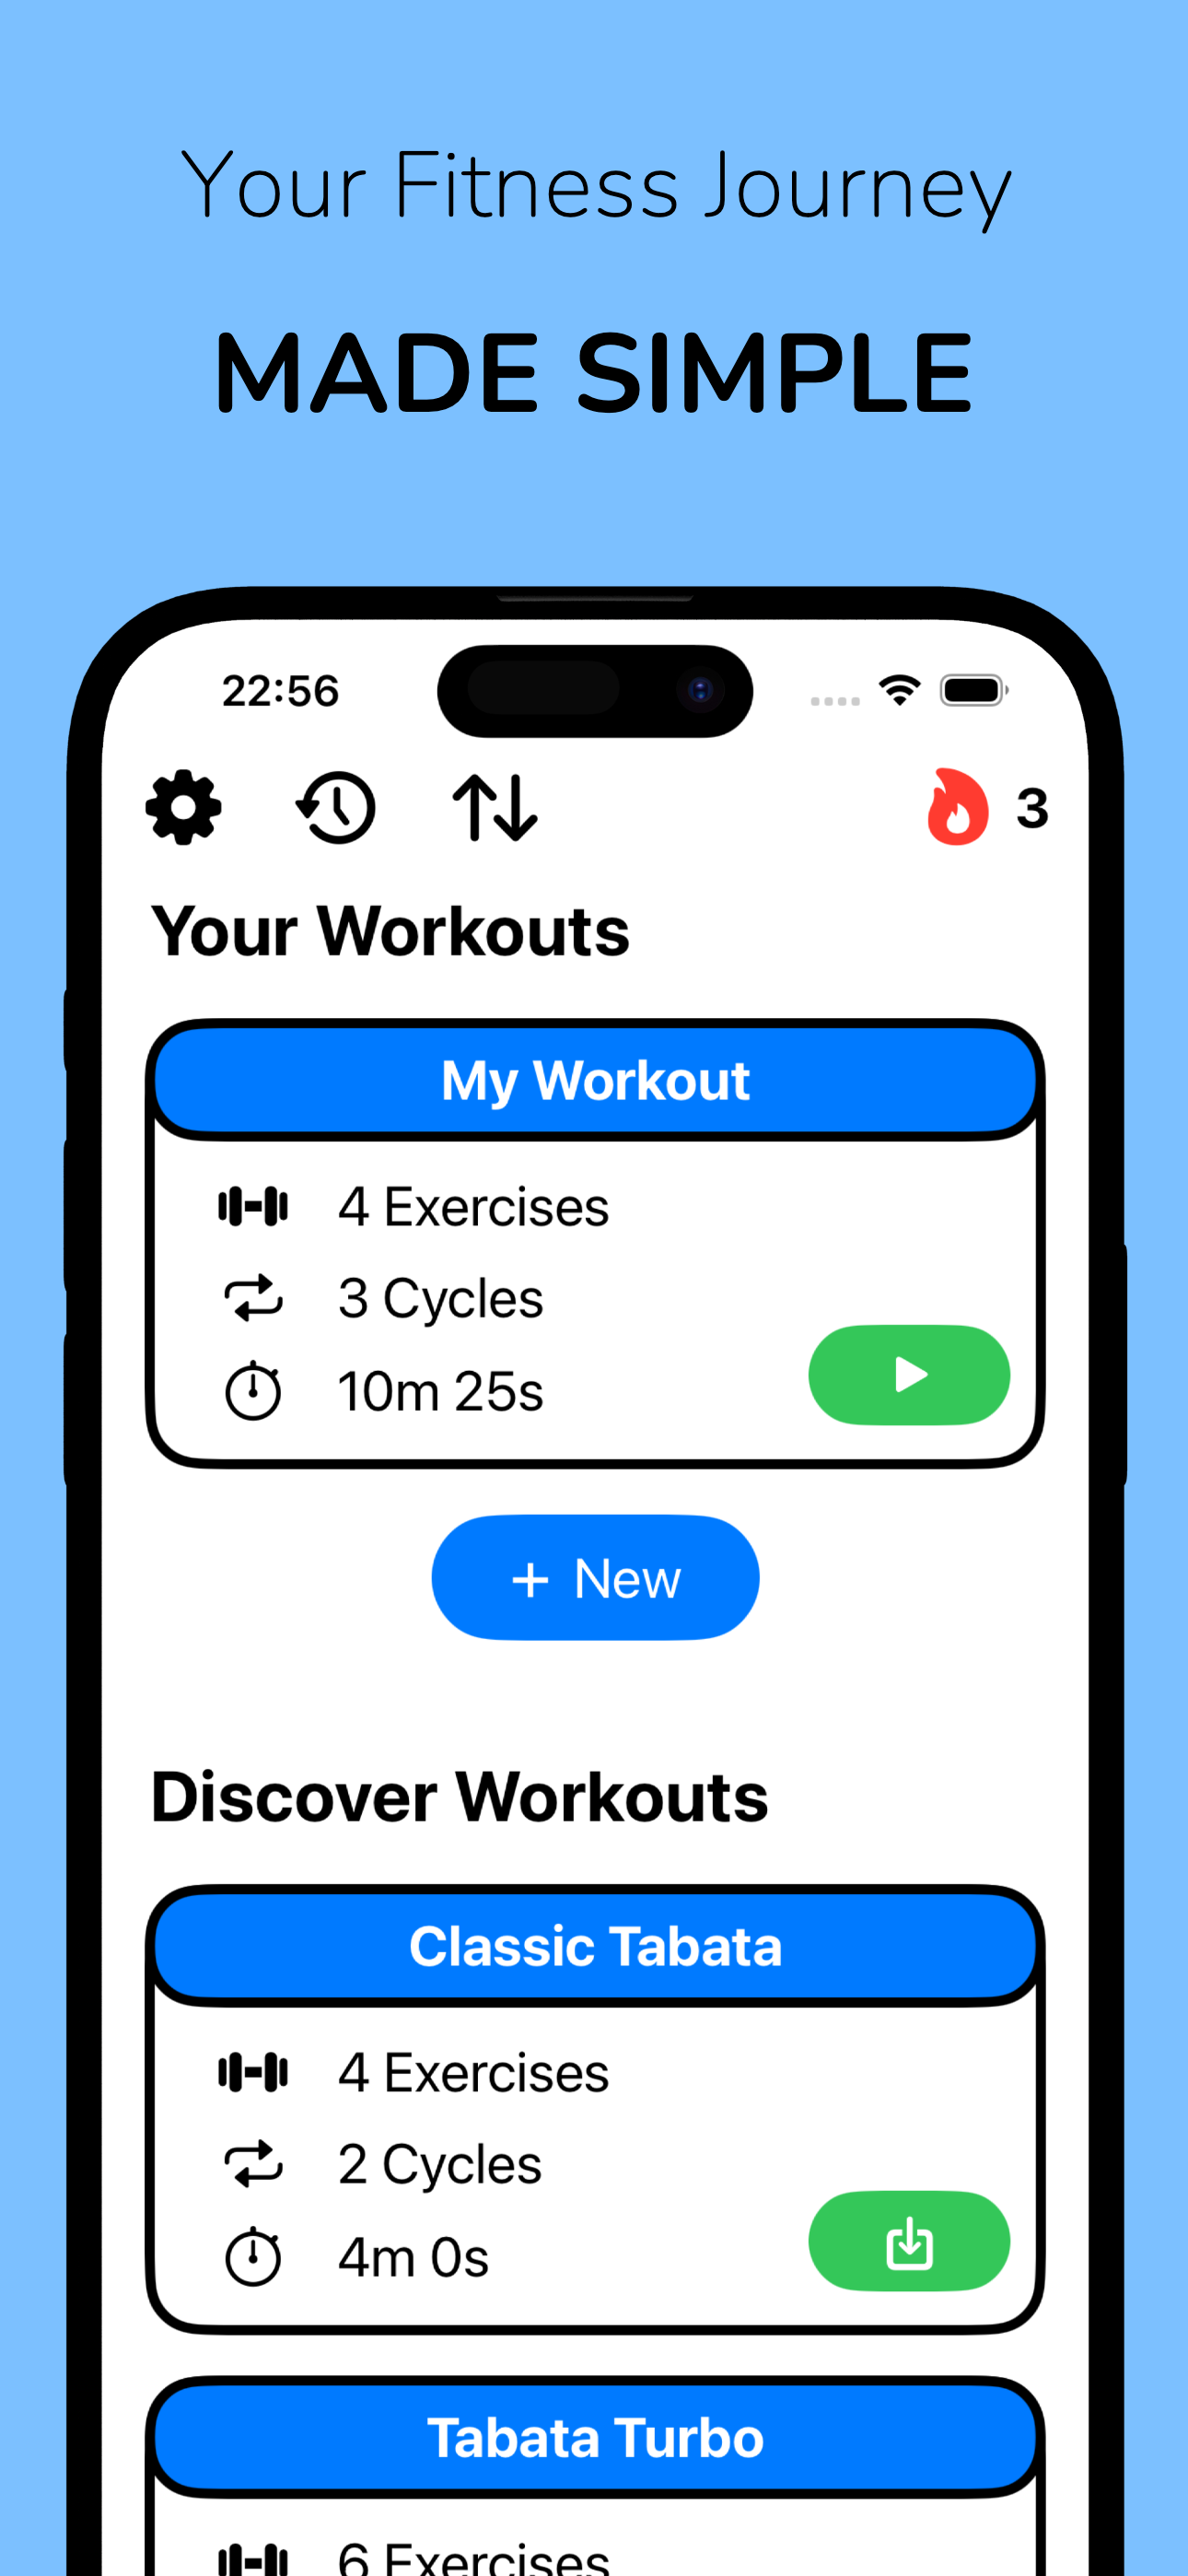 Your Fitness Journey
MADE SIMPLE
22:56
3
Your Workouts
My Workout
4 Exercises
3 Cycles
10m 25s
+ New
Discover Workouts
Classic Tabata
4 Exercises
2 Cycles
4m 0s
Tabata Turbo
6 Exercises